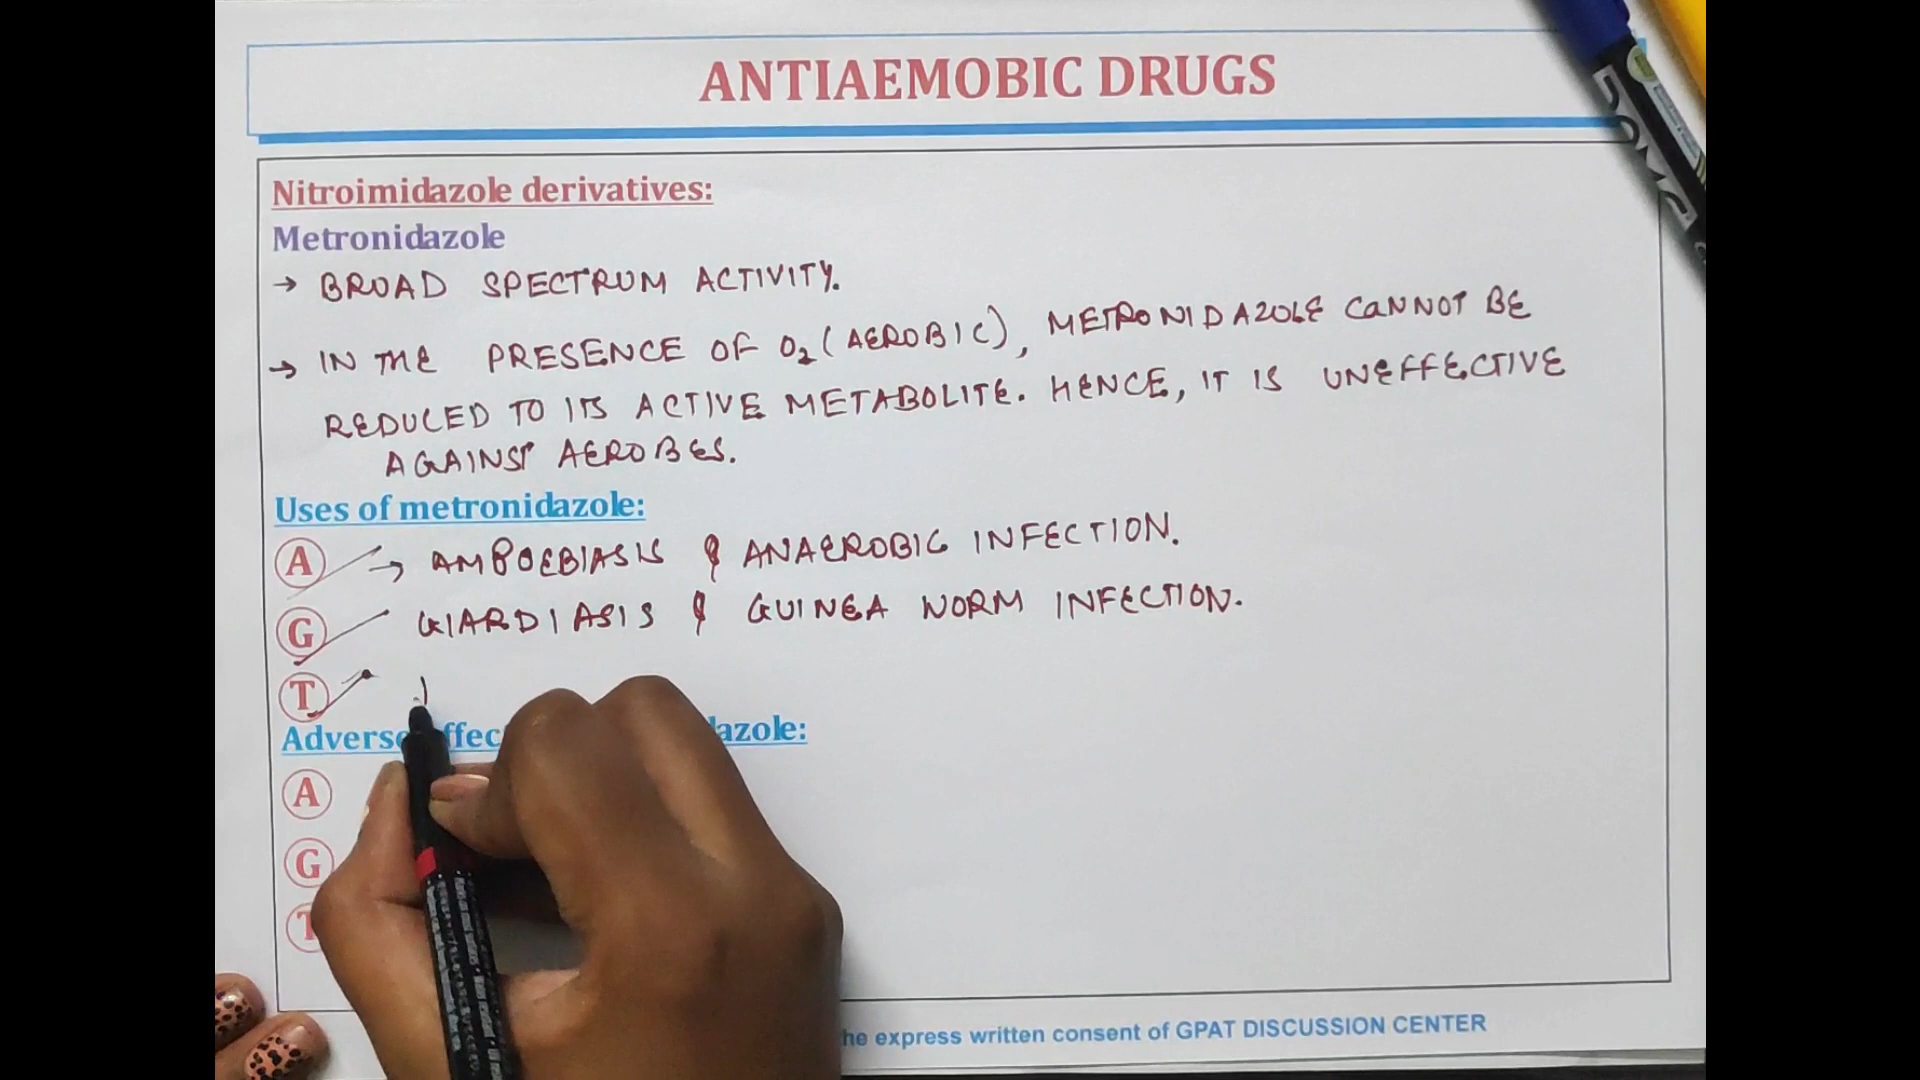 ANTIAEMOBIC DRUGS
Nitroimidazole derivatives:
Metronidazole
→ BROAD SPECTRUM ACTIVITY.
→ IN THE PRESENCE OF O₂ (AEROBIC), METRONIDAZOLE CANNOT BE
REDUCED TO ITS ACTIVE METABOLITE. HENCE, IT IS UNEFFECTIVE
AGAINST AEROBES.
Uses of metronidazole:
A → AMOEBIASIS & ANAEROBIC INFECTION.
G GIARDIASIS & GUINEA WORM INFECTION.
T
Adverse azole:
A
G
T
he express written consent of GPAT DISCUSSION CENTER